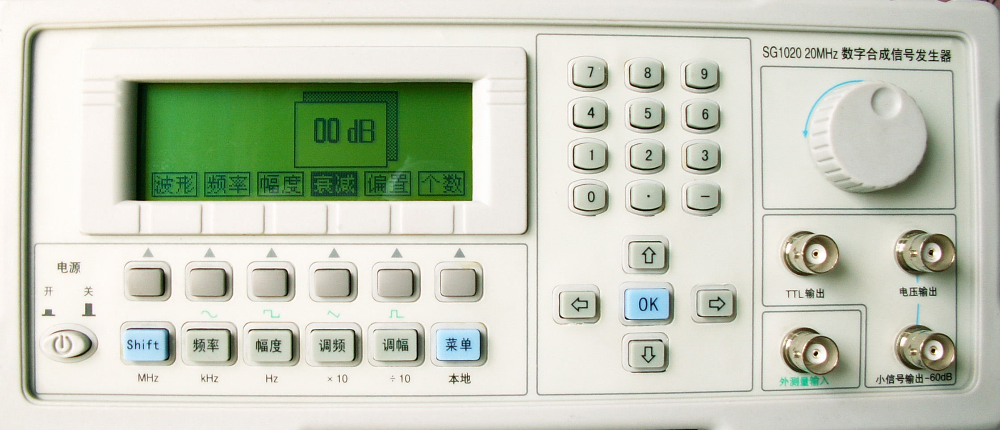 SG1020 20MHz 数字合成信号发生器
00 dB
波形 频率 幅度 衰减 偏置 个数
7 8 9
4 5 6
1 2 3
0 · −
OK
电源
开 关
Shift 频率 幅度 调频 调幅 菜单
MHz kHz Hz ×10 ÷10 本地
TTL输出 电压输出
外测量输入 小信号输出-60dB